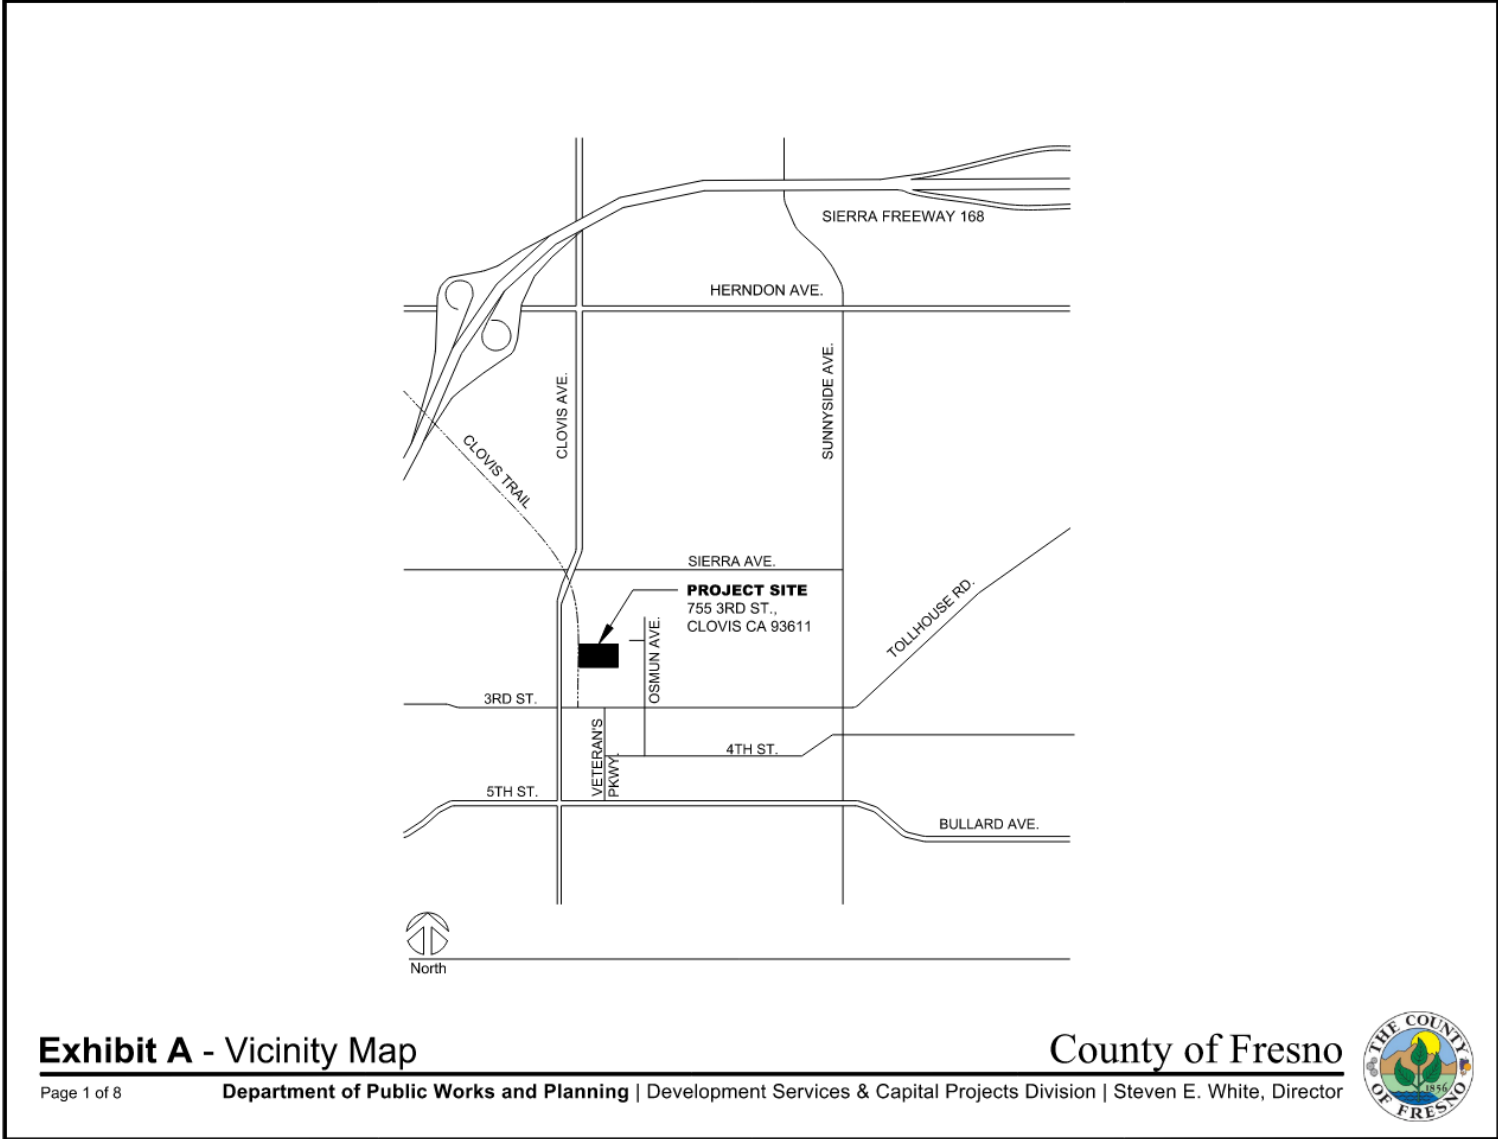 SIERRA FREEWAY 168
HERNDON AVE.
CLOVIS AVE.
SUNNYSIDE AVE.
CLOVIS TRAIL
SIERRA AVE.
PROJECT SITE
755 3RD ST.,
CLOVIS CA 93611
OSMUN AVE.
TOLLHOUSE RD.
3RD ST.
VETERAN'S
PKWY.
4TH ST.
5TH ST.
BULLARD AVE.
North
Exhibit A - Vicinity Map
County of Fresno
Page 1 of 8
Department of Public Works and Planning | Development Services & Capital Projects Division | Steven E. White, Director
THE COUNTY
1856
OF FRESNO